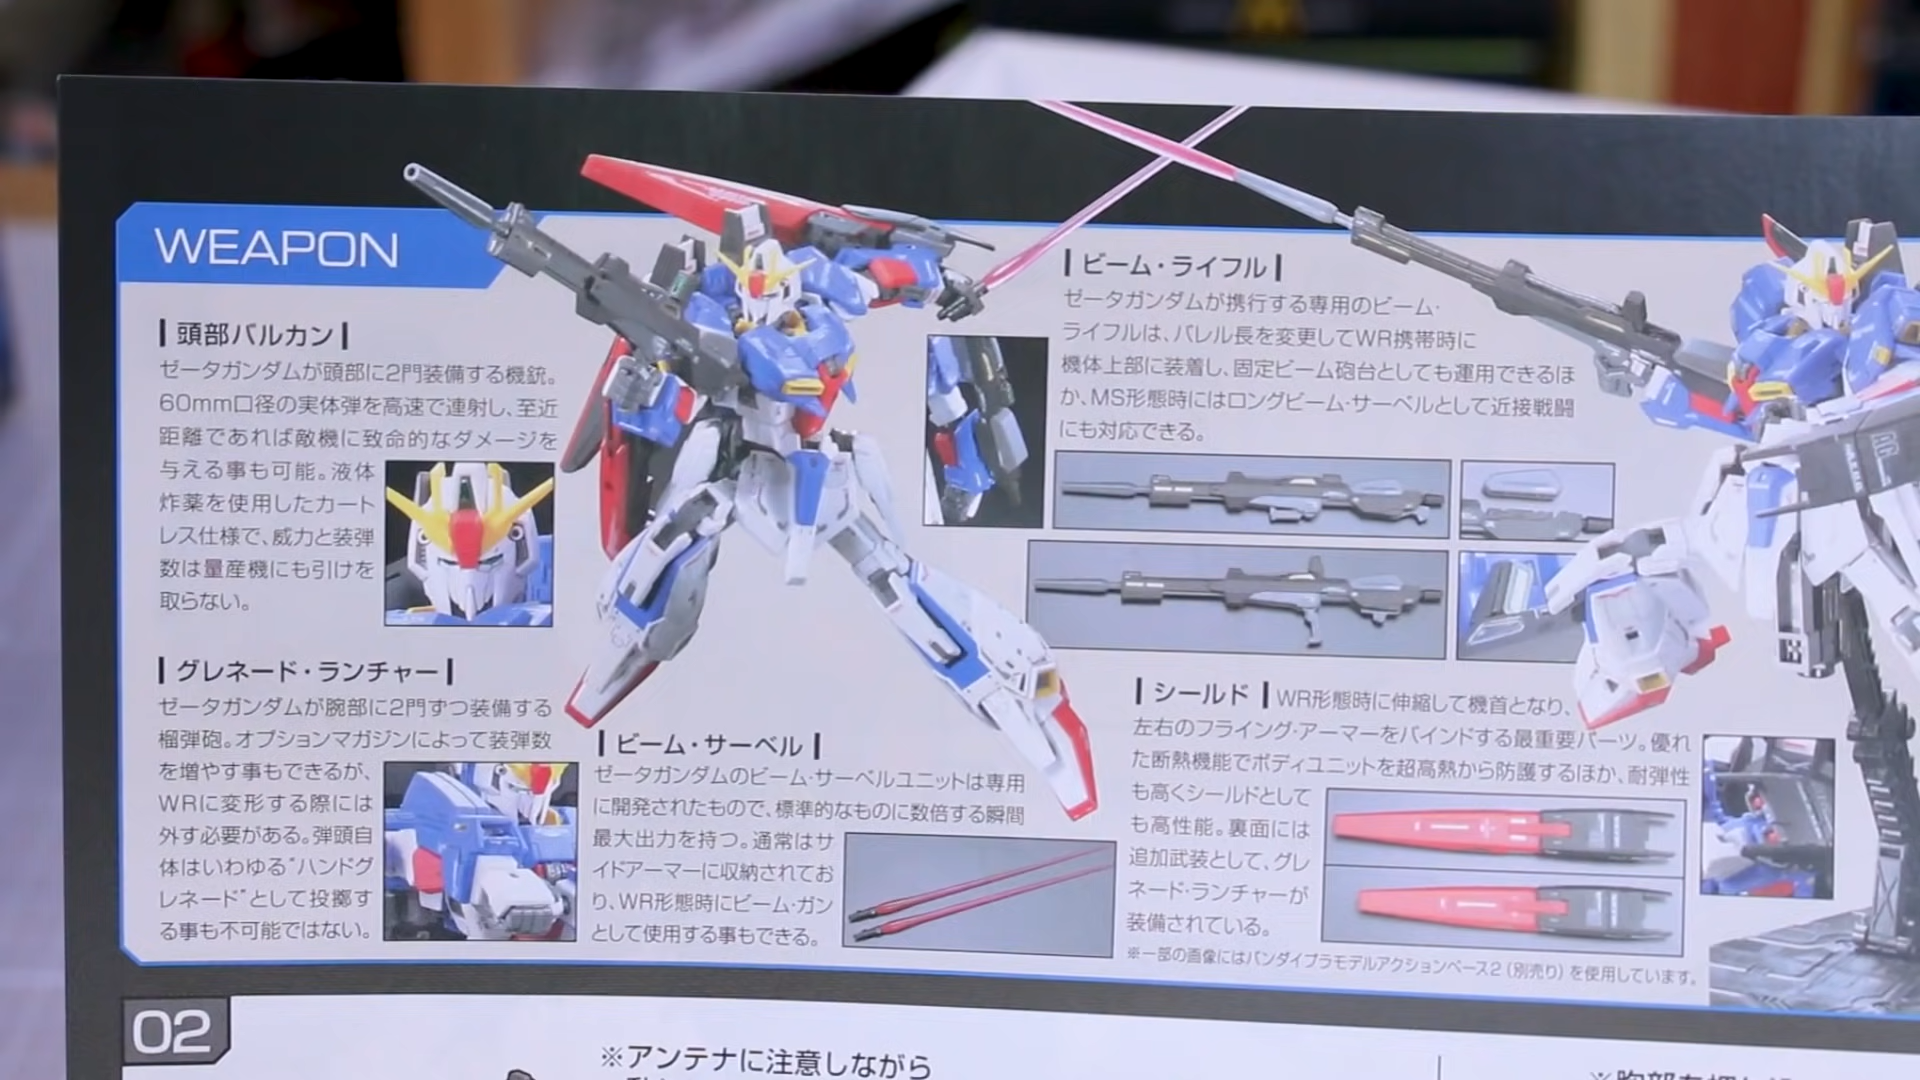 WEAPON
頭部バルカン
ゼータガンダムが頭部に2門装備する機銃。
60mm口径の実体弾を高速で連射し、至近
距離であれば敵機に致命的なダメージを
与える事も可能。液体
炸薬を使用したカート
レス仕様で、威力と装弾
数は量産機にも引けを
取らない。
グレネード・ランチャー
ゼータガンダムが腕部に2門ずつ装備する
榴弾砲。オプションマガジンによって装弾数
を増やす事もできるが、
WRに変形する際には
外す必要がある。弾頭自
体はいわゆる“ハンドグ
レネード”として投擲す
る事も不可能ではない。
ビーム・サーベル
ゼータガンダムのビーム・サーベルユニットは専用
に開発されたもので、標準的なものに数倍する瞬間
最大出力を持つ。通常はサ
イドアーマーに収納されてお
り、WR形態時にビーム・ガン
として使用する事もできる。
ビーム・ライフル
ゼータガンダムが携行する専用のビーム・
ライフルは、バレル長を変更してWR携帯時に
機体上部に装着し、固定ビーム砲台としても運用できるほ
か、MS形態時にはロングビーム・サーベルとして近接戦闘
にも対応できる。
シールド
WR形態時に伸縮して機首となり、
左右のフライング・アーマーをバインドする最重要パーツ。優れ
た断熱機能でボディユニットを超高熱から防護するほか、耐弾性
も高くシールドとして
も高性能。裏面には
追加武装として、グレ
ネード・ランチャーが
装備されている。
※一部の画像にはバンダイプラモデルアクションベース2（別売り）を使用しています。
02
※アンテナに注意しながら